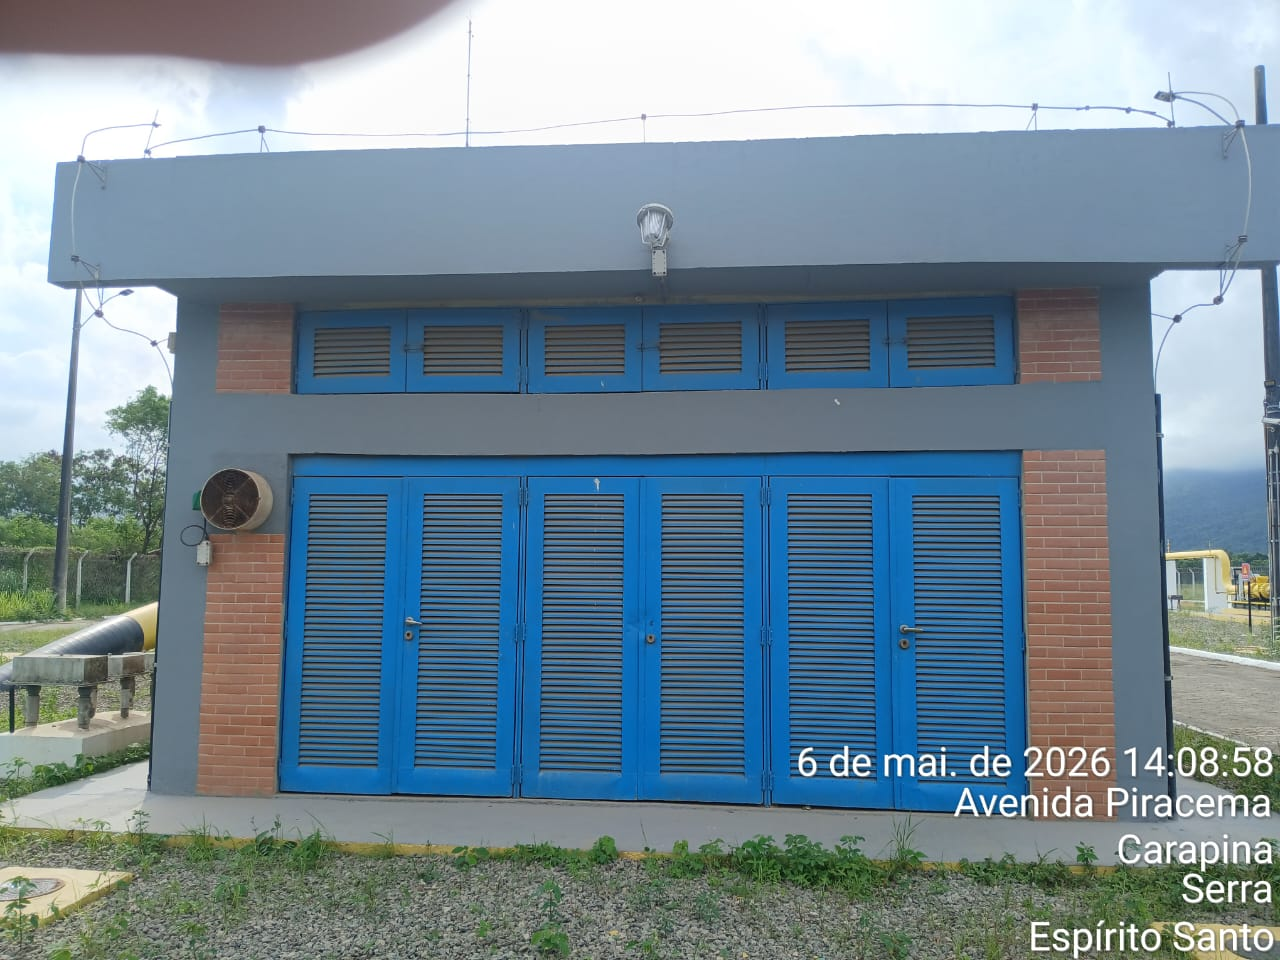 6 de mai. de 2026 14:08:58
Avenida Piracema
Carapina
Serra
Espírito Santo